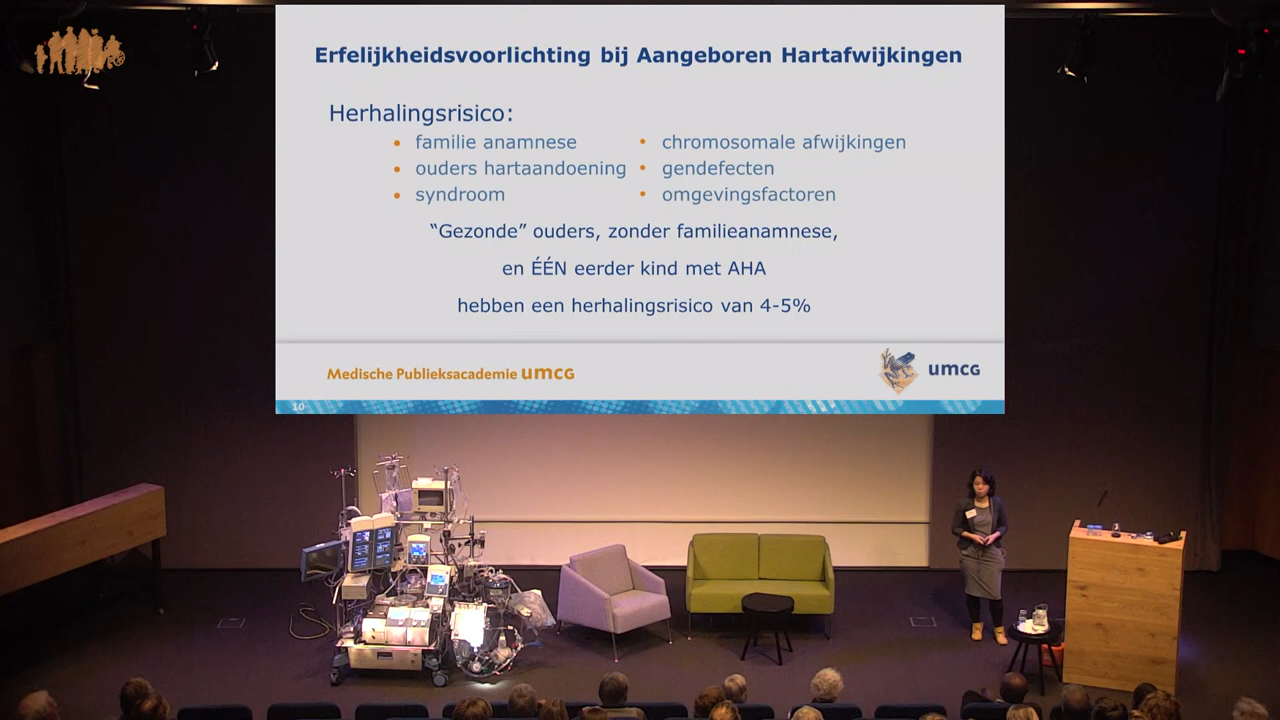 Erfelijkheidsvoorlichting bij Aangeboren Hartafwijkingen
Herhalingsrisico:
• familie anamnese
• ouders hartaandoening
• syndroom
• chromosomale afwijkingen
• gendefecten
• omgevingsfactoren
“Gezonde” ouders, zonder familieanamnese,
en ÉÉN eerder kind met AHA
hebben een herhalingsrisico van 4-5%
Medische Publieksacademie umcg
umcg
10